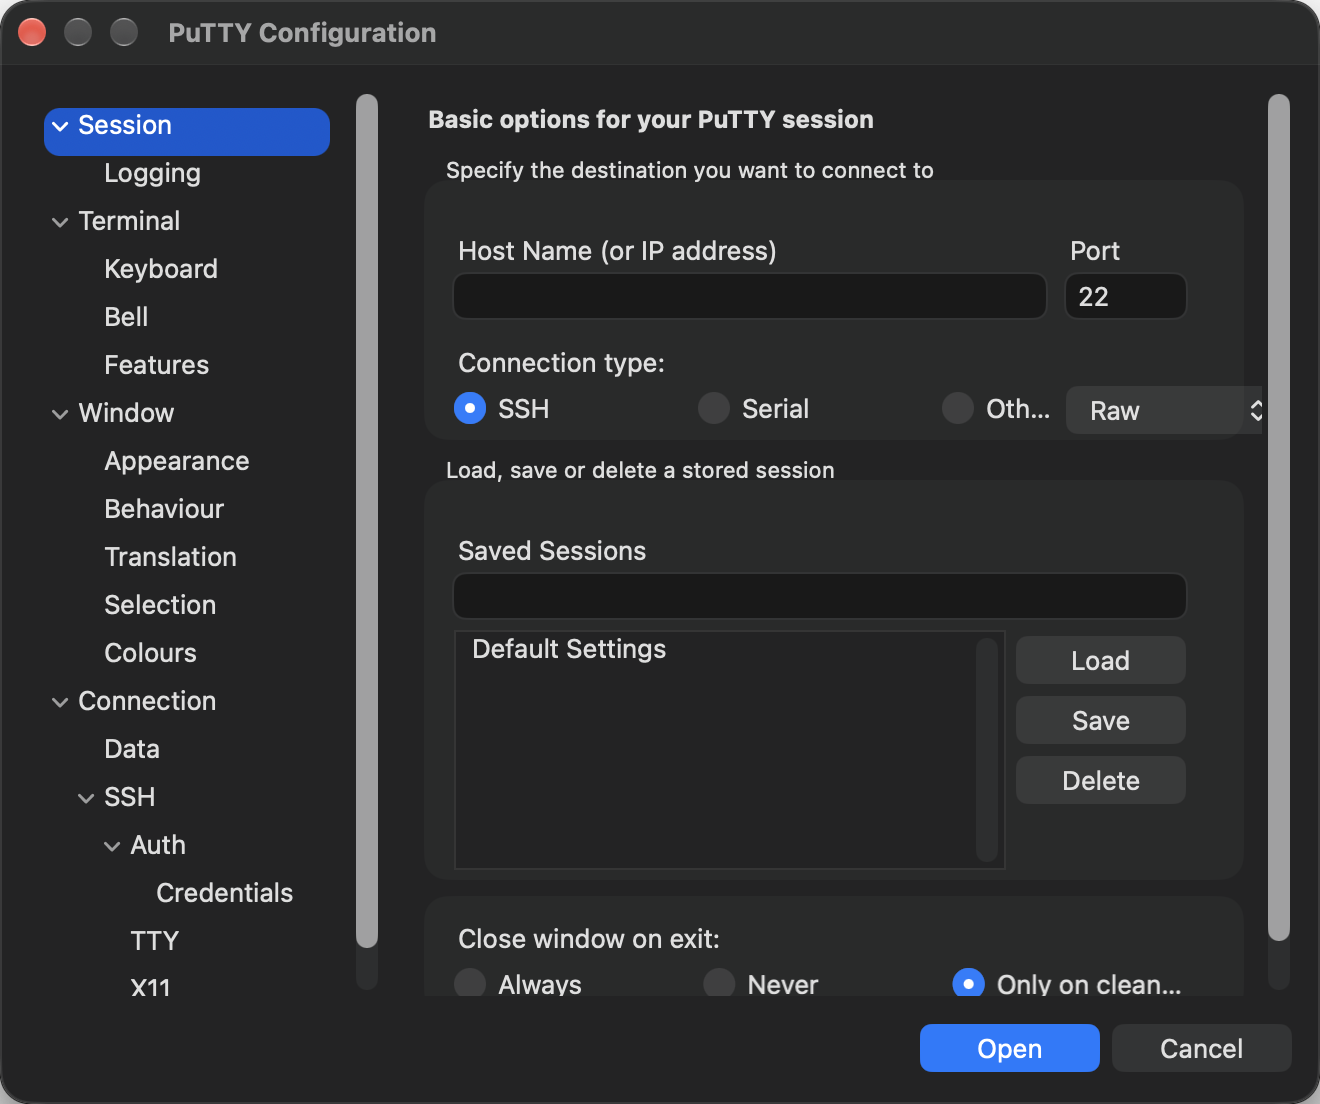 PuTTY Configuration
Session
Logging
Terminal
Keyboard
Bell
Features
Window
Appearance
Behaviour
Translation
Selection
Colours
Connection
Data
SSH
Auth
Credentials
TTY
X11
Basic options for your PuTTY session
Specify the destination you want to connect to
Host Name (or IP address) Port
22
Connection type:
SSH Serial Oth... Raw
Load, save or delete a stored session
Saved Sessions
Default Settings
Load
Save
Delete
Close window on exit:
Always Never Only on clean...
Open Cancel